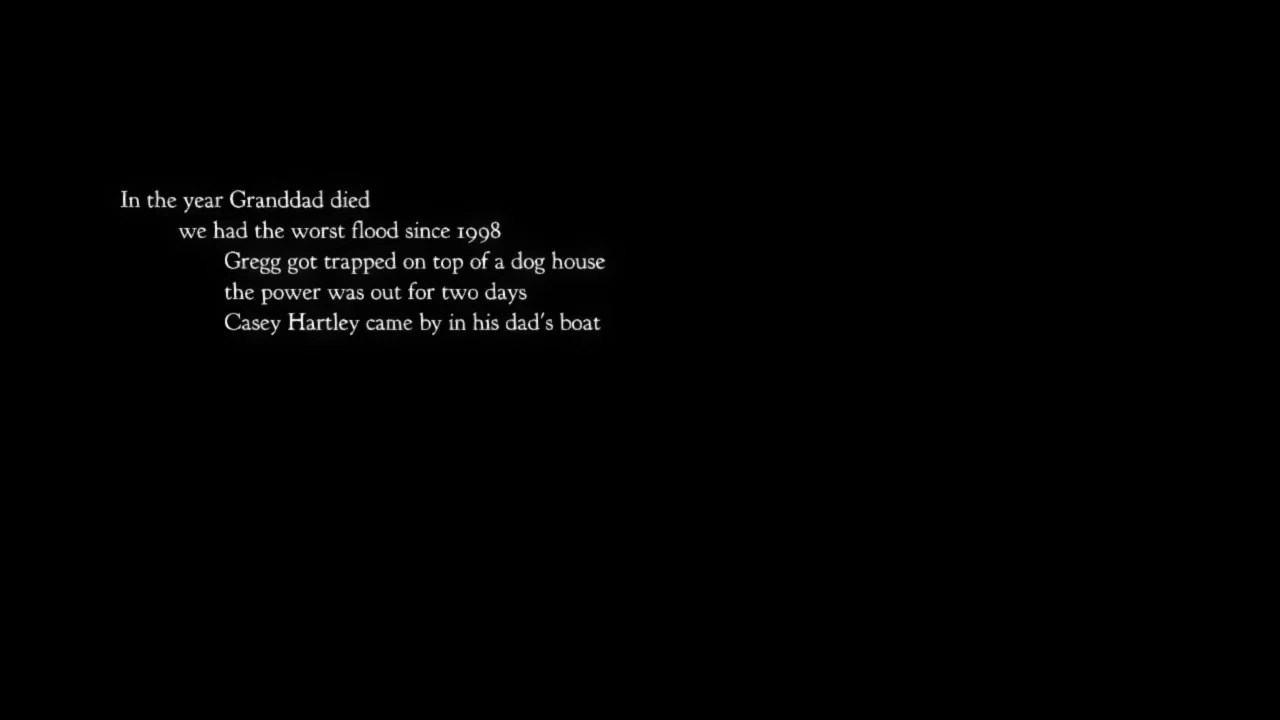 In the year Granddad died
we had the worst flood since 1998
Gregg got trapped on top of a dog house
the power was out for two days
Casey Hartley came by in his dad's boat